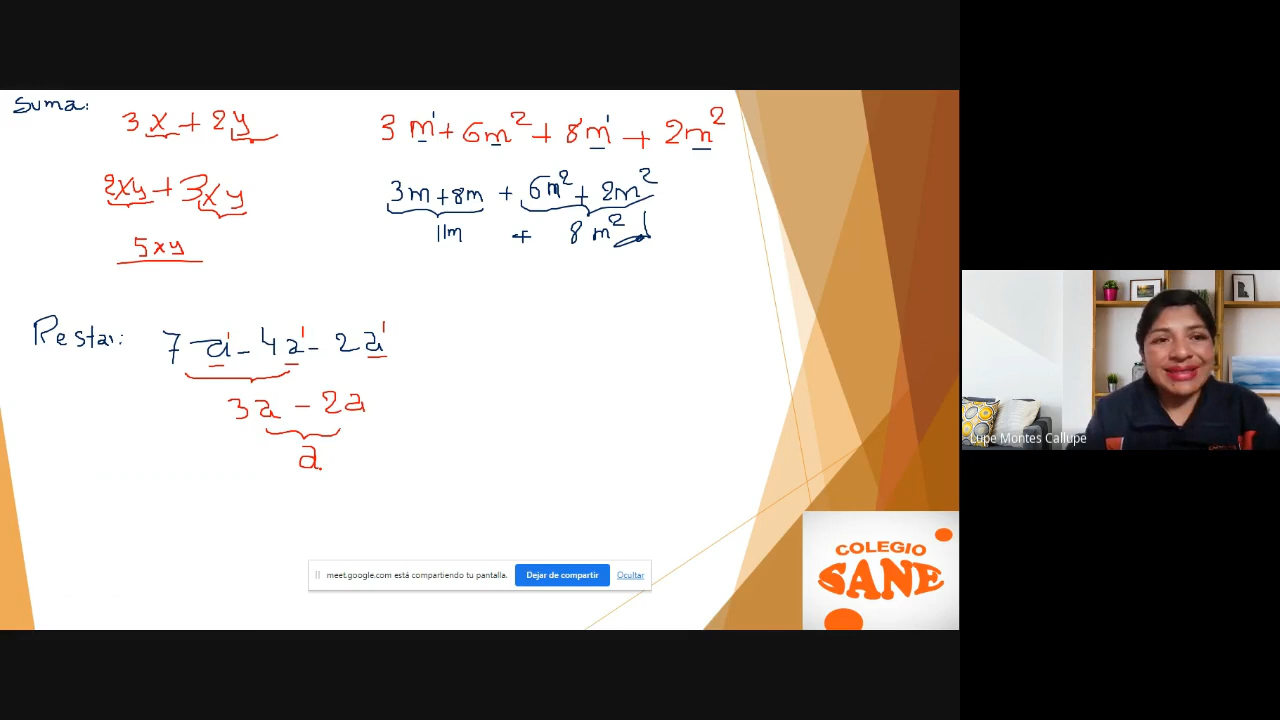 Suma:
3x + 2y
2xy + 3xy
5xy
3m¹ + 6m² + 8m¹ + 2m²
3m + 8m + 6m² + 2m²
11m + 8m²
Restar: 7a¹ - 4a¹ - 2a¹
3a - 2a
a
meet.google.com está compartiendo tu pantalla. Dejar de compartir Ocultar
COLEGIO
SANE
Lupe Montes Callupe